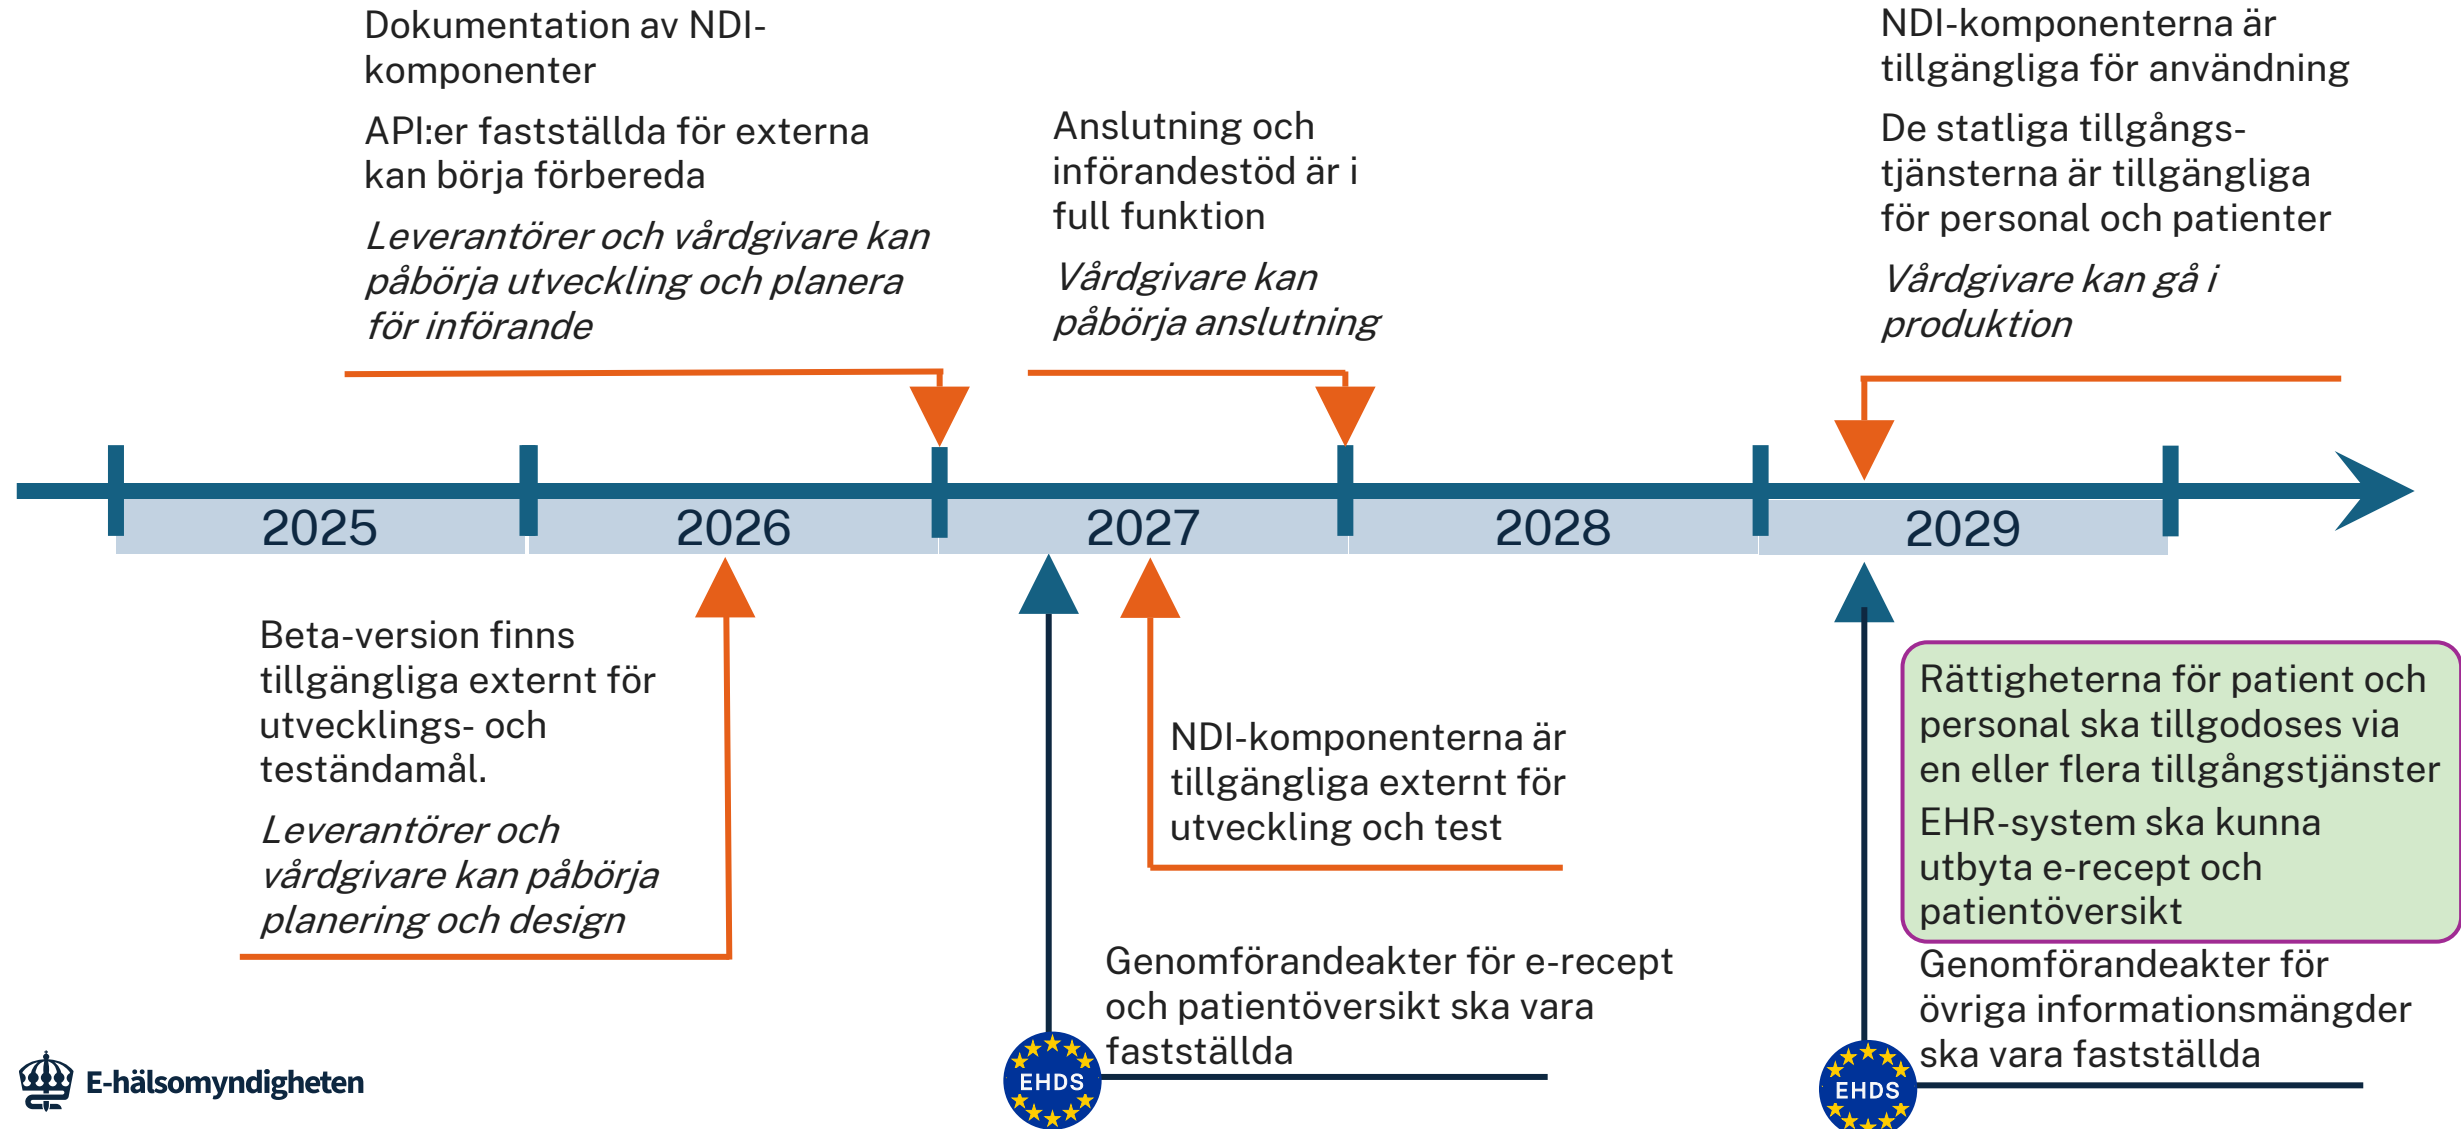 Dokumentation av NDI-
komponenter
API:er fastställda för externa
kan börja förbereda
Leverantörer och vårdgivare kan
påbörja utveckling och planera
för införande
Anslutning och
införandestöd är i
full funktion
Vårdgivare kan
påbörja anslutning
NDI-komponenterna är
tillgängliga för användning
De statliga tillgångs-
tjänsterna är tillgängliga
för personal och patienter
Vårdgivare kan gå i
produktion
2025
2026
2027
2028
2029
Beta-version finns
tillgängliga externt för
utvecklings- och
teständamål.
Leverantörer och
vårdgivare kan påbörja
planering och design
NDI-komponenterna är
tillgängliga externt för
utveckling och test
Genomförandeakter för e-recept
och patientöversikt ska vara
fastställda
EHDS
Rättigheterna för patient och
personal ska tillgodoses via
en eller flera tillgångstjänster
EHR-system ska kunna
utbyta e-recept och
patientöversikt
Genomförandeakter för
övriga informationsmängder
ska vara fastställda
EHDS
E-hälsomyndigheten